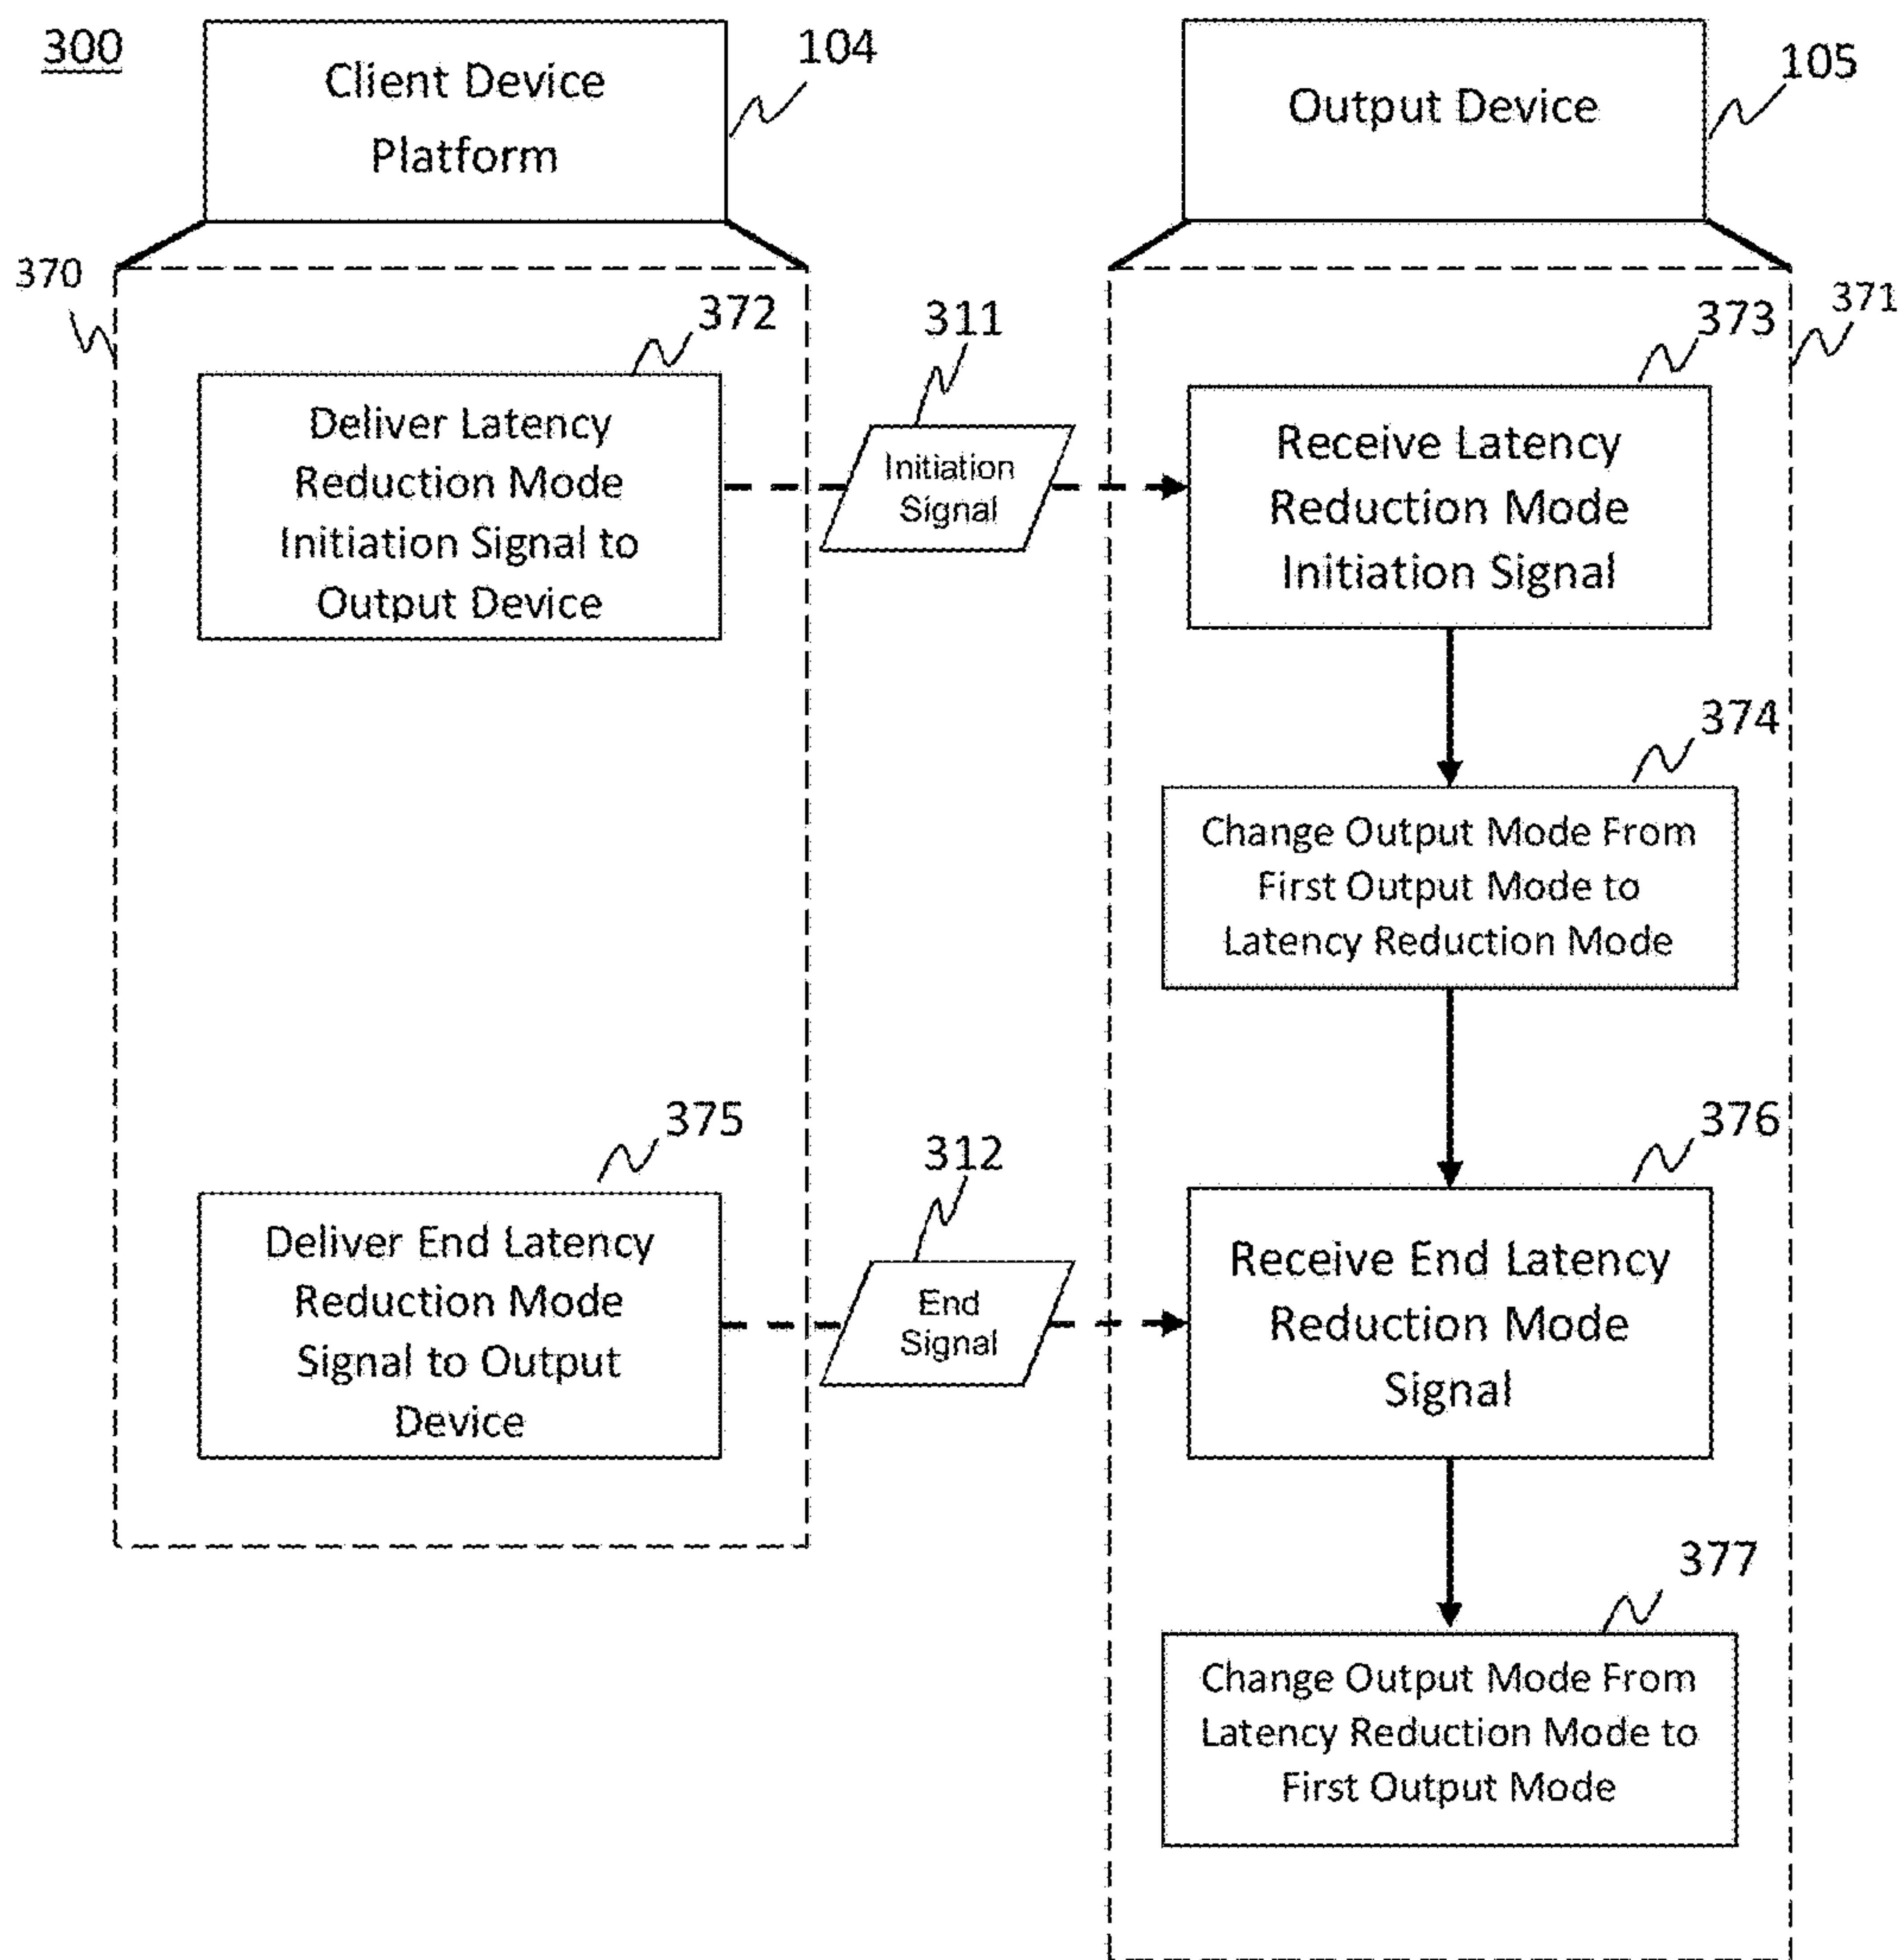 300
Client Device
Platform
104
Output Device
105
370
371
372
Deliver Latency
Reduction Mode
Initiation Signal to
Output Device
311
Initiation
Signal
373
Receive Latency
Reduction Mode
Initiation Signal
374
Change Output Mode From
First Output Mode to
Latency Reduction Mode
375
Deliver End Latency
Reduction Mode
Signal to Output
Device
312
End
Signal
376
Receive End Latency
Reduction Mode
Signal
377
Change Output Mode From
Latency Reduction Mode to
First Output Mode